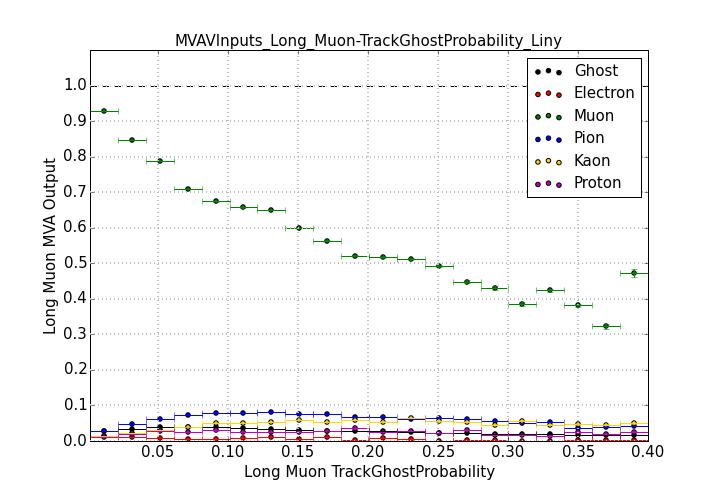 MVAVInputs_Long_Muon-TrackGhostProbability_Liny
Long Muon MVA Output
1.0
0.9
0.8
0.7
0.6
0.5
0.4
0.3
0.2
0.1
0.0
Ghost
Electron
Muon
Pion
Kaon
Proton
0.05 0.10 0.15 0.20 0.25 0.30 0.35 0.40
Long Muon TrackGhostProbability